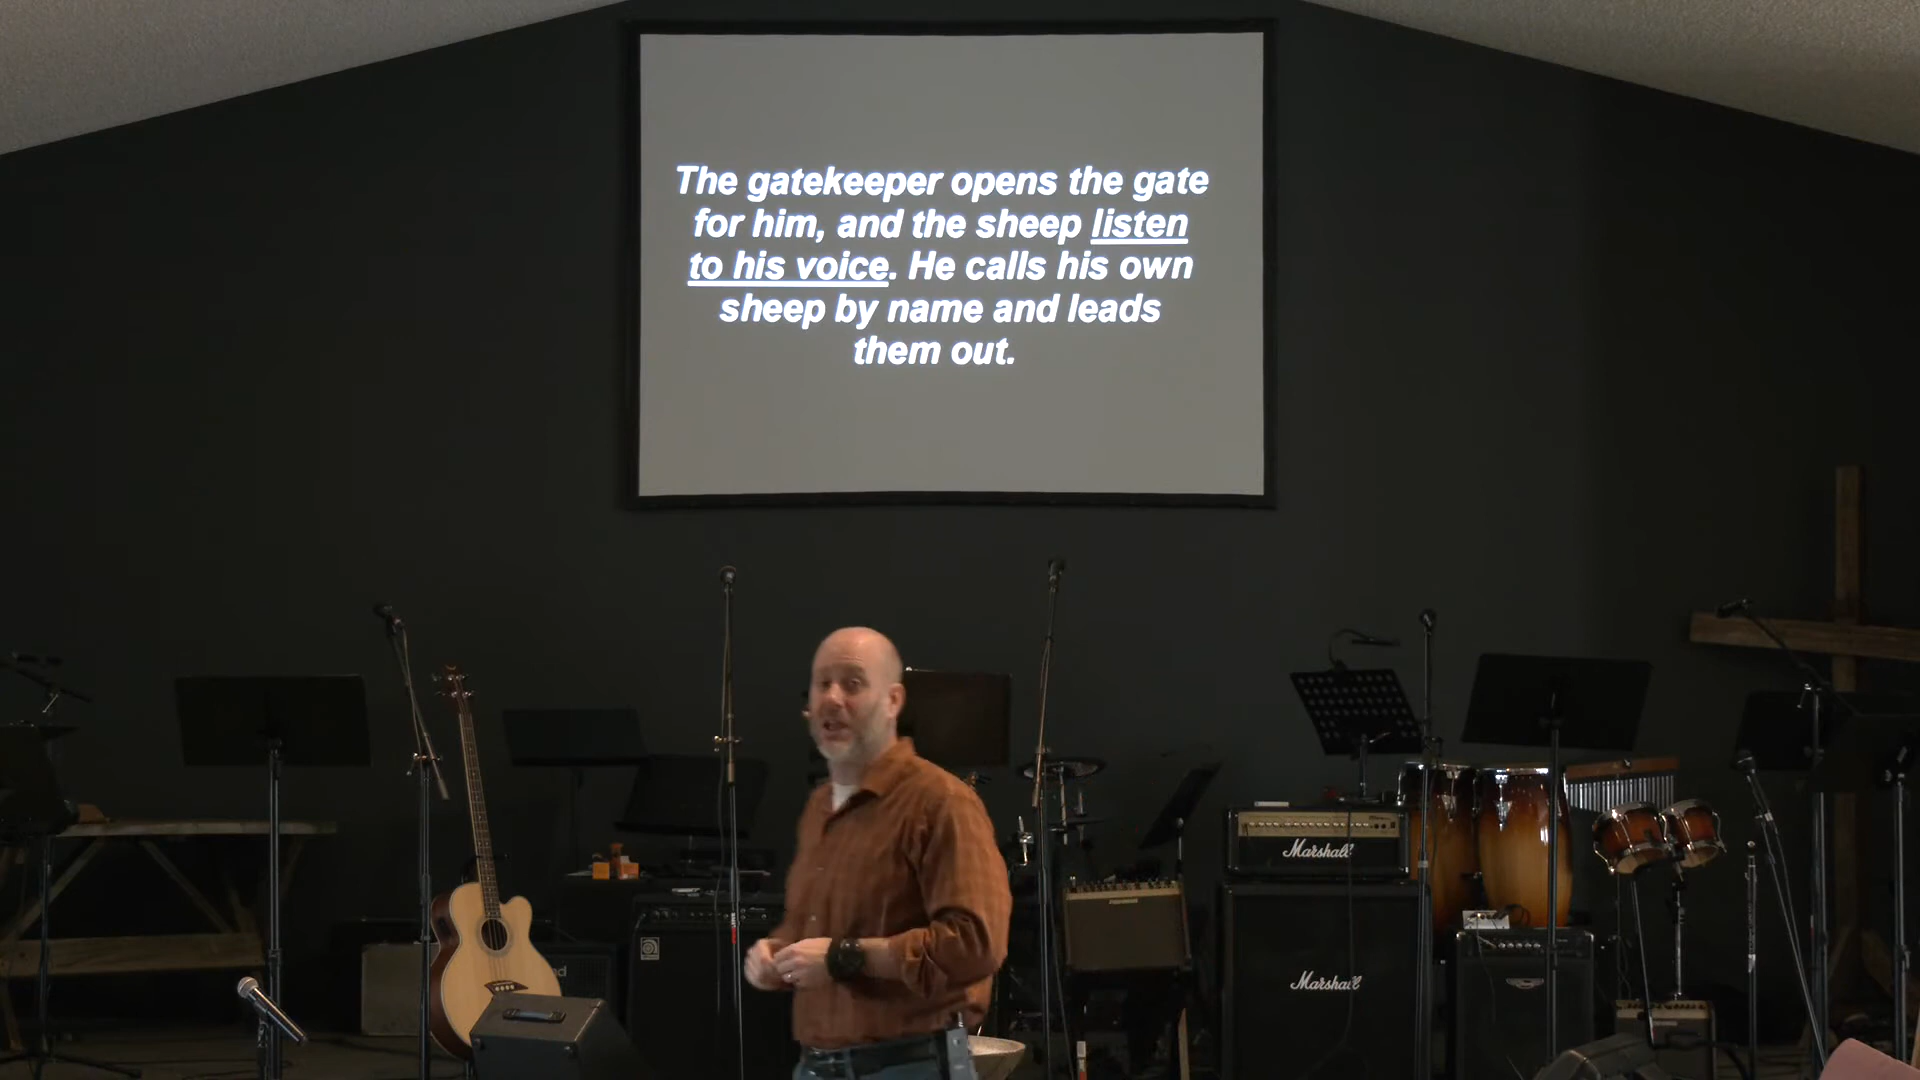 The gatekeeper opens the gate
for him, and the sheep listen
to his voice. He calls his own
sheep by name and leads
them out.
Marshall
Marshall